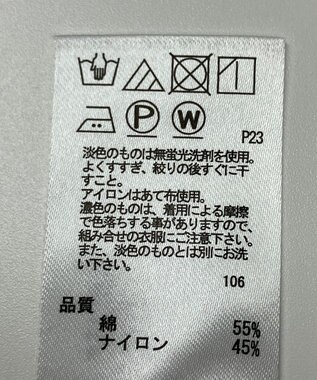 P W P23
淡色のものは無蛍光洗剤を使用。
よくすすぎ、絞りの後すぐに干
すこと。
アイロンはあて布使用。
濃色のものは、着用による摩擦
で色落ちする事がありますので、
組み合せの衣服にご注意下さい。
また、淡色のものとは別にお洗
い下さい。
106
品質
綿 55%
ナイロン 45%